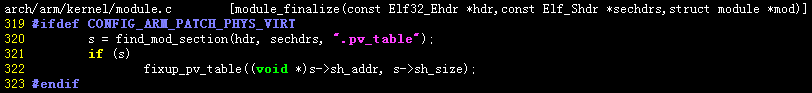 arch/arm/kernel/module.c [module_finalize(const Elf32_Ehdr *hdr,const Elf_Shdr *sechdrs,struct module *mod)]
319 #ifdef CONFIG_ARM_PATCH_PHYS_VIRT
320 s = find_mod_section(hdr, sechdrs, ".pv_table");
321 if (s)
322 fixup_pv_table((void *)s->sh_addr, s->sh_size);
323 #endif